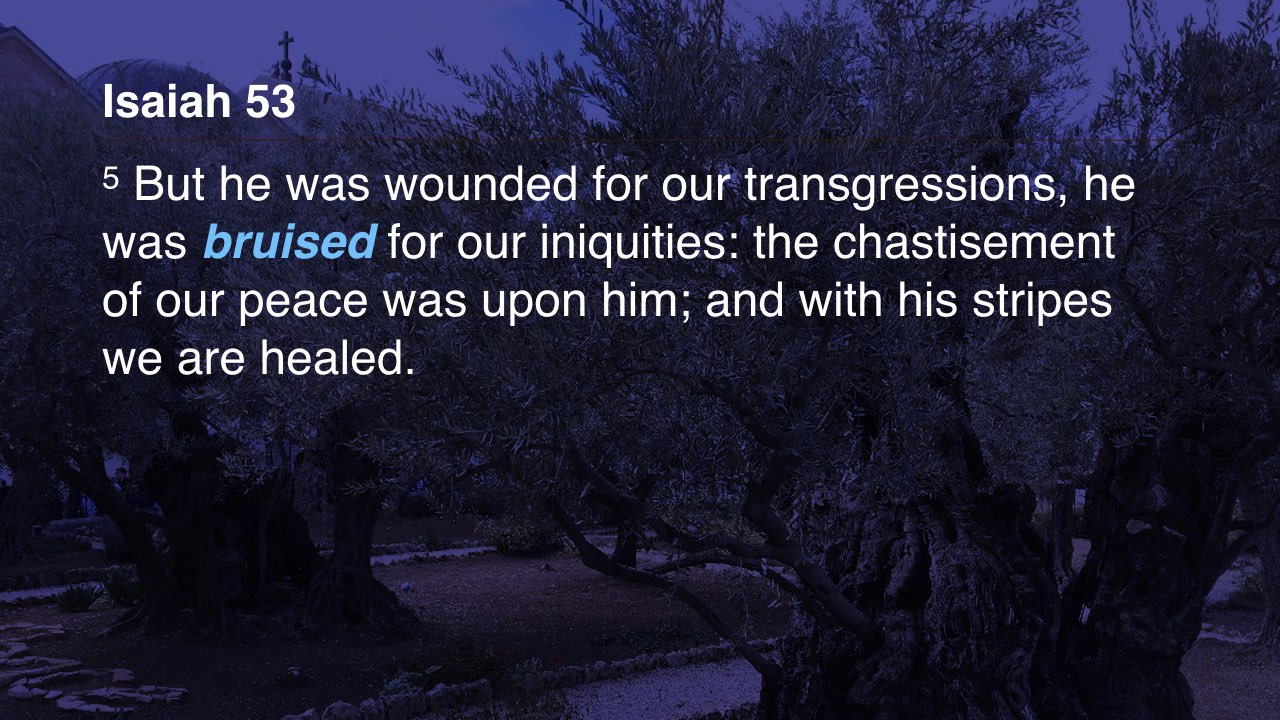 Isaiah 53
5 But he was wounded for our transgressions, he
was bruised for our iniquities: the chastisement
of our peace was upon him; and with his stripes
we are healed.